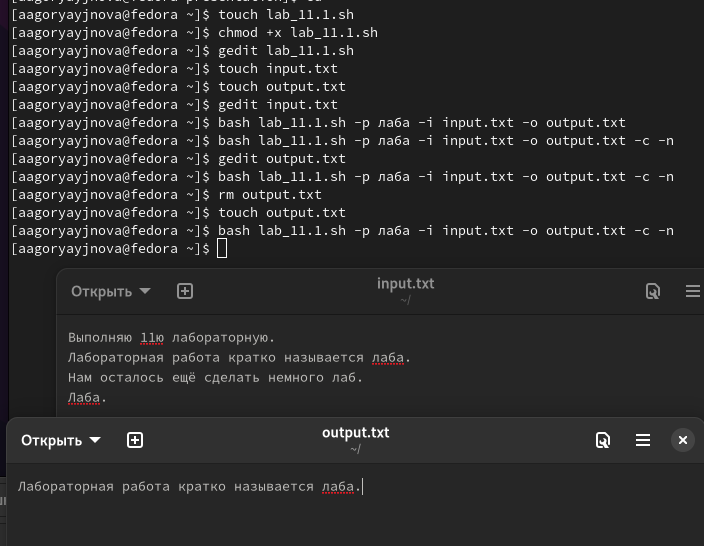 [aagoryayjnova@fedora ~]$ touch lab_11.1.sh
[aagoryayjnova@fedora ~]$ chmod +x lab_11.1.sh
[aagoryayjnova@fedora ~]$ gedit lab_11.1.sh
[aagoryayjnova@fedora ~]$ touch input.txt
[aagoryayjnova@fedora ~]$ touch output.txt
[aagoryayjnova@fedora ~]$ gedit input.txt
[aagoryayjnova@fedora ~]$ bash lab_11.1.sh -p лаба -i input.txt -o output.txt
[aagoryayjnova@fedora ~]$ bash lab_11.1.sh -p лаба -i input.txt -o output.txt -c -n
[aagoryayjnova@fedora ~]$ gedit output.txt
[aagoryayjnova@fedora ~]$ bash lab_11.1.sh -p лаба -i input.txt -o output.txt -c -n
[aagoryayjnova@fedora ~]$ rm output.txt
[aagoryayjnova@fedora ~]$ touch output.txt
[aagoryayjnova@fedora ~]$ bash lab_11.1.sh -p лаба -i input.txt -o output.txt -c -n
[aagoryayjnova@fedora ~]$
Открыть input.txt
~/
Выполняю 11ю лабораторную.
Лабораторная работа кратко называется лаба.
Нам осталось ещё сделать немного лаб.
Лаба.
Открыть output.txt
~/
Лабораторная работа кратко называется лаба.